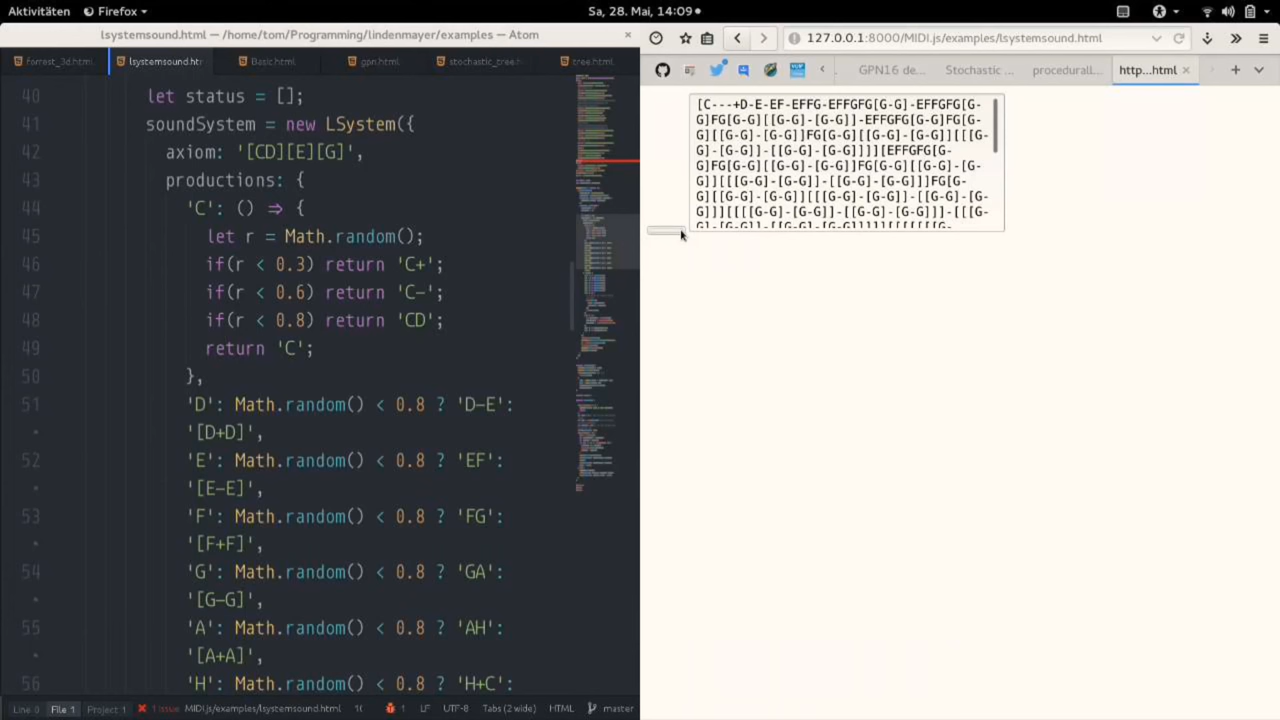 Aktivitäten Firefox Sa, 28. Mai, 14:09
lsystemsound.html — /home/tom/Programming/lindenmayer/examples — Atom
forrest_3d.html lsystemsound.htr Basic.html gpn.html stochastic_tree.h tree.html
40 let status = [];
41 soundSystem = new LSystem({
42 axiom: '[CD][E][G]',
43 productions: {
44 'C': () ⇒ {
45 let r = Math.random();
46 if(r < 0.3) return 'C+';
47 if(r < 0.6) return 'C-';
48 if(r < 0.8) return 'CD';
49 return 'C';
50 },
51 'D': Math.random() < 0.8 ? 'D-E':
'[D+D]',
52 'E': Math.random() < 0.8 ? 'EF':
'[E-E]',
53 'F': Math.random() < 0.8 ? 'FG':
'[F+F]',
54 'G': Math.random() < 0.8 ? 'GA':
'[G-G]',
55 'A': Math.random() < 0.8 ? 'AH':
'[A+A]',
56 'H': Math.random() < 0.8 ? 'H+C':
Line 0 File 1 Project 1 1 Issue MIDI.js/examples/lsystemsound.html 1 LF UTF-8 Tabs (2 wide) HTML master
127.0.0.1:8000/MIDI.js/examples/lsystemsound.html
GPN16 de... Stochastic ... procedurall... http...html
[C---+D-E-EF-EFFG-EFFGFG[G-G]-EFFGFG[G-
G]FG[G-G][[G-G]-[G-G]]-EFFGFG[G-G]FG[G-
G][[G-G]-[G-G]]FG[G-G][[G-G]-[G-G]][[[G-